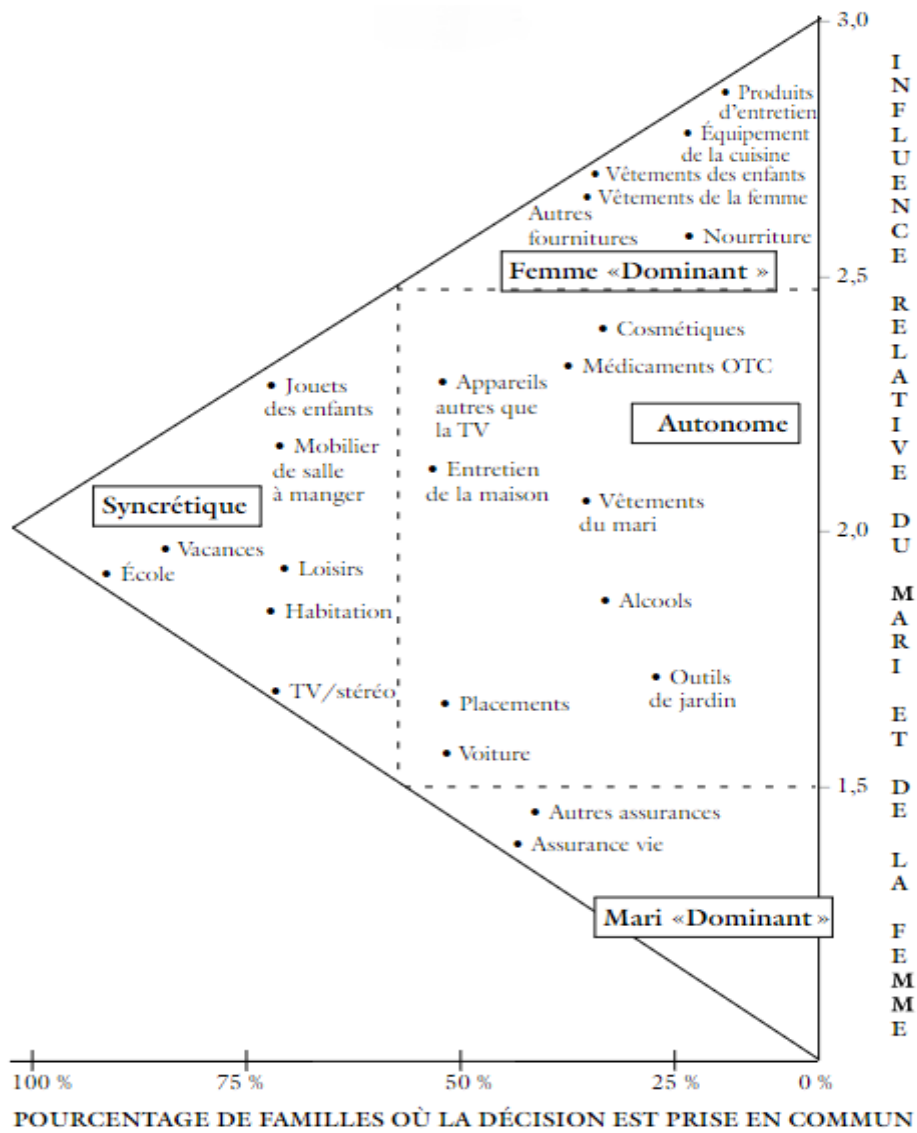 3,0
• Produits
d'entretien
• Équipement
de la cuisine
• Vêtements des enfants
• Vêtements de la femme
Autres
fournitures
• Nourriture
Femme «Dominant »
2,5
• Cosmétiques
• Médicaments OTC
• Jouets
des enfants
• Appareils
autres que
la TV
Autonome
• Mobilier
de salle
à manger
• Entretien
de la maison
Syncrétique
• Vêtements
du mari
2,0
• Vacances
• École
• Loisirs
• Habitation
• Alcools
• TV/stéréo
• Outils
de jardin
• Placements
• Voiture
1,5
• Autres assurances
• Assurance vie
Mari «Dominant »
100 %
75 %
50 %
25 %
0 %
POURCENTAGE DE FAMILLES OÙ LA DÉCISION EST PRISE EN COMMUN
INFLUENCE RELATIVE DU MARI ET DE LA FEMME